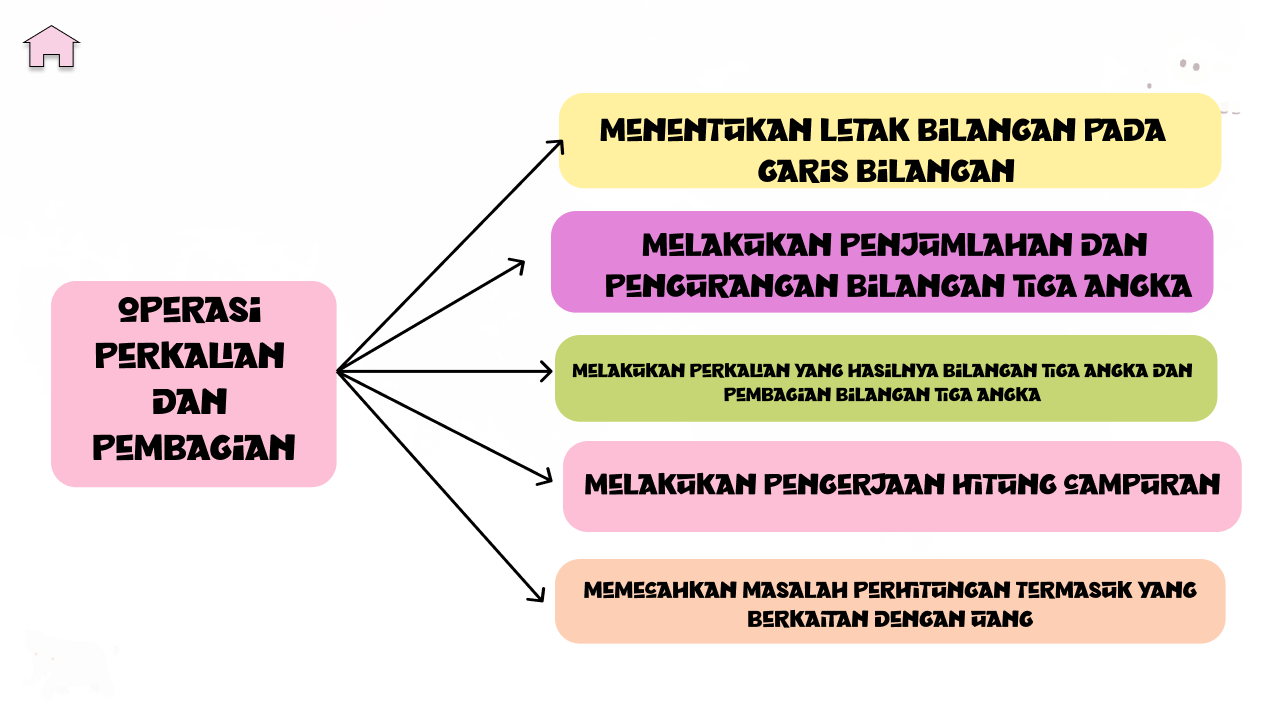 OPERASI
PERKALIAN
DAN
PEMBAGIAN
MENENTUKAN LETAK BILANGAN PADA
GARIS BILANGAN
MELAKUKAN PENJUMLAHAN DAN
PENGURANGAN BILANGAN TIGA ANGKA
MELAKUKAN PERKALIAN YANG HASILNYA BILANGAN TIGA ANGKA DAN
PEMBAGIAN BILANGAN TIGA ANGKA
MELAKUKAN PENGERJAAN HITUNG CAMPURAN
MEMECAHKAN MASALAH PERHITUNGAN TERMASUK YANG
BERKAITAN DENGAN UANG